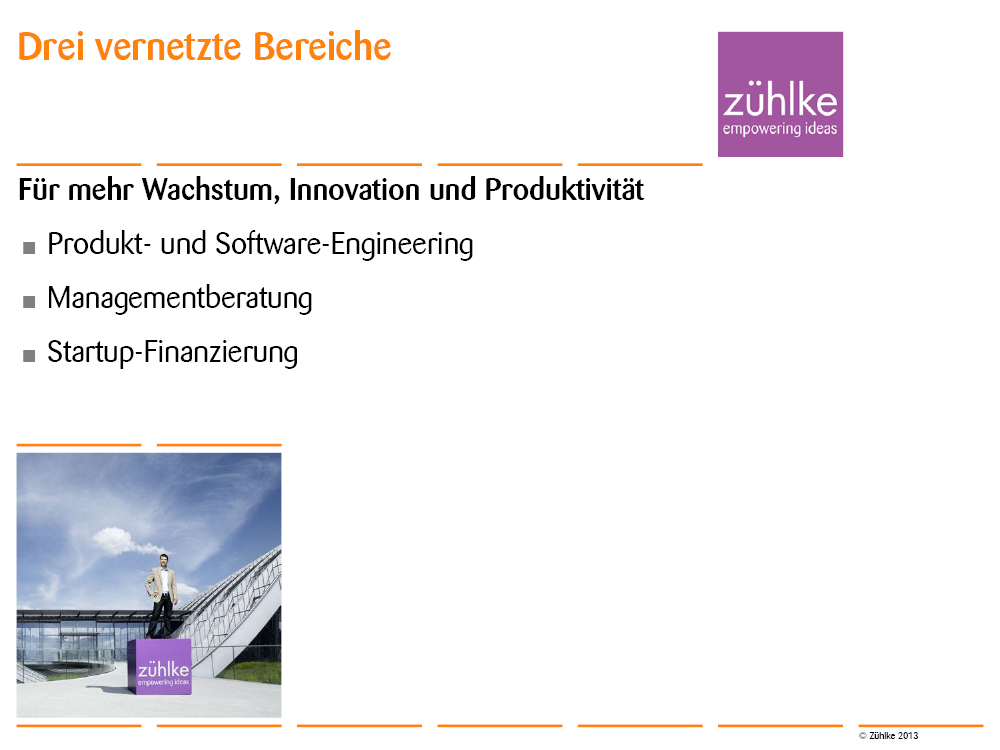 Drei vernetzte Bereiche
zühlke
empowering ideas
Für mehr Wachstum, Innovation und Produktivität
Produkt- und Software-Engineering
Managementberatung
Startup-Finanzierung
zühlke
empowering ideas
© Zühlke 2013